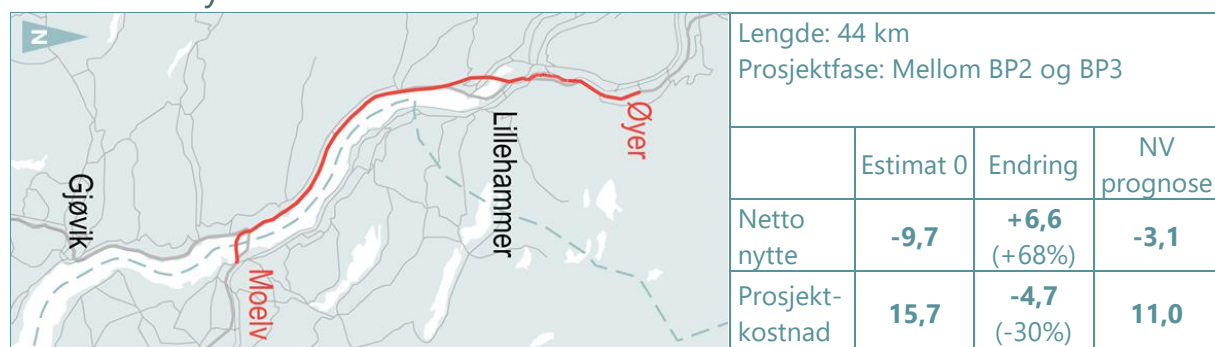 N
Gjøvik
Moelv
Lillehammer
Øyer
Lengde: 44 km
Prosjektfase: Mellom BP2 og BP3
Estimat 0
Endring
NV
prognose
Netto
nytte
-9,7
+6,6
(+68%)
-3,1
Prosjekt-
kostnad
15,7
-4,7
(-30%)
11,0